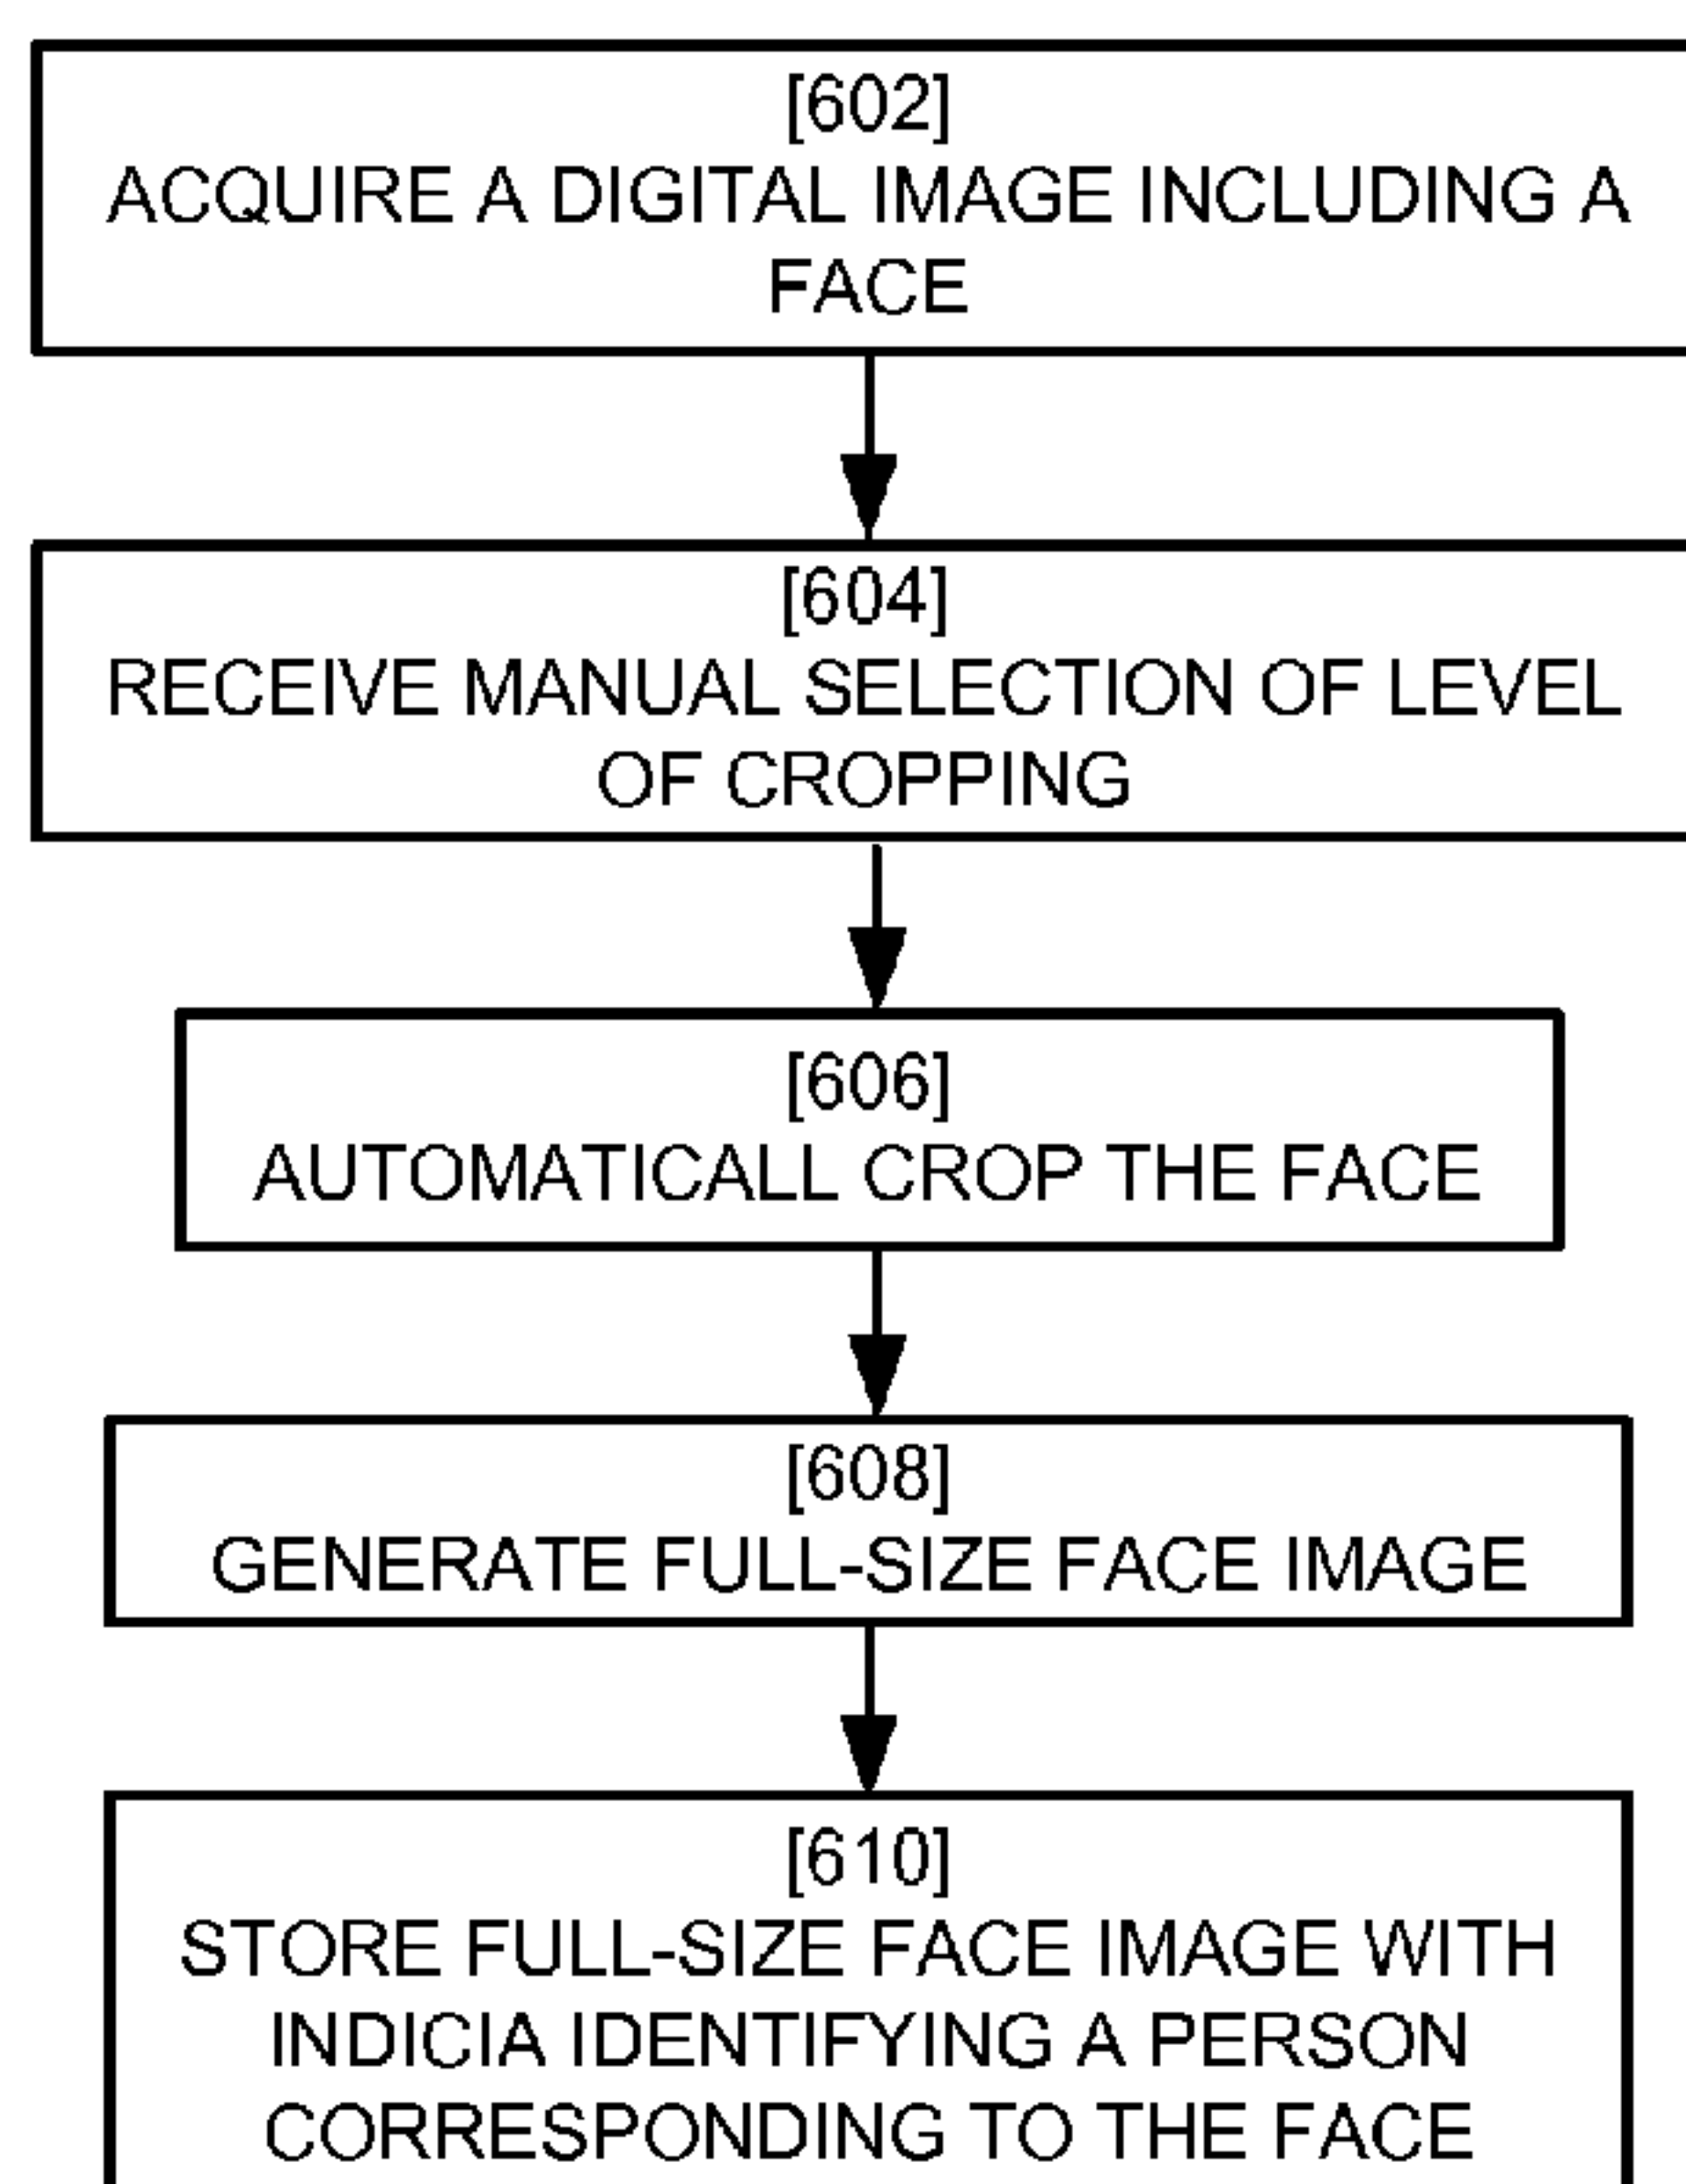 [602]
ACQUIRE A DIGITAL IMAGE INCLUDING A
FACE
[604]
RECEIVE MANUAL SELECTION OF LEVEL
OF CROPPING
[606]
AUTOMATICALL CROP THE FACE
[608]
GENERATE FULL-SIZE FACE IMAGE
[610]
STORE FULL-SIZE FACE IMAGE WITH
INDICIA IDENTIFYING A PERSON
CORRESPONDING TO THE FACE